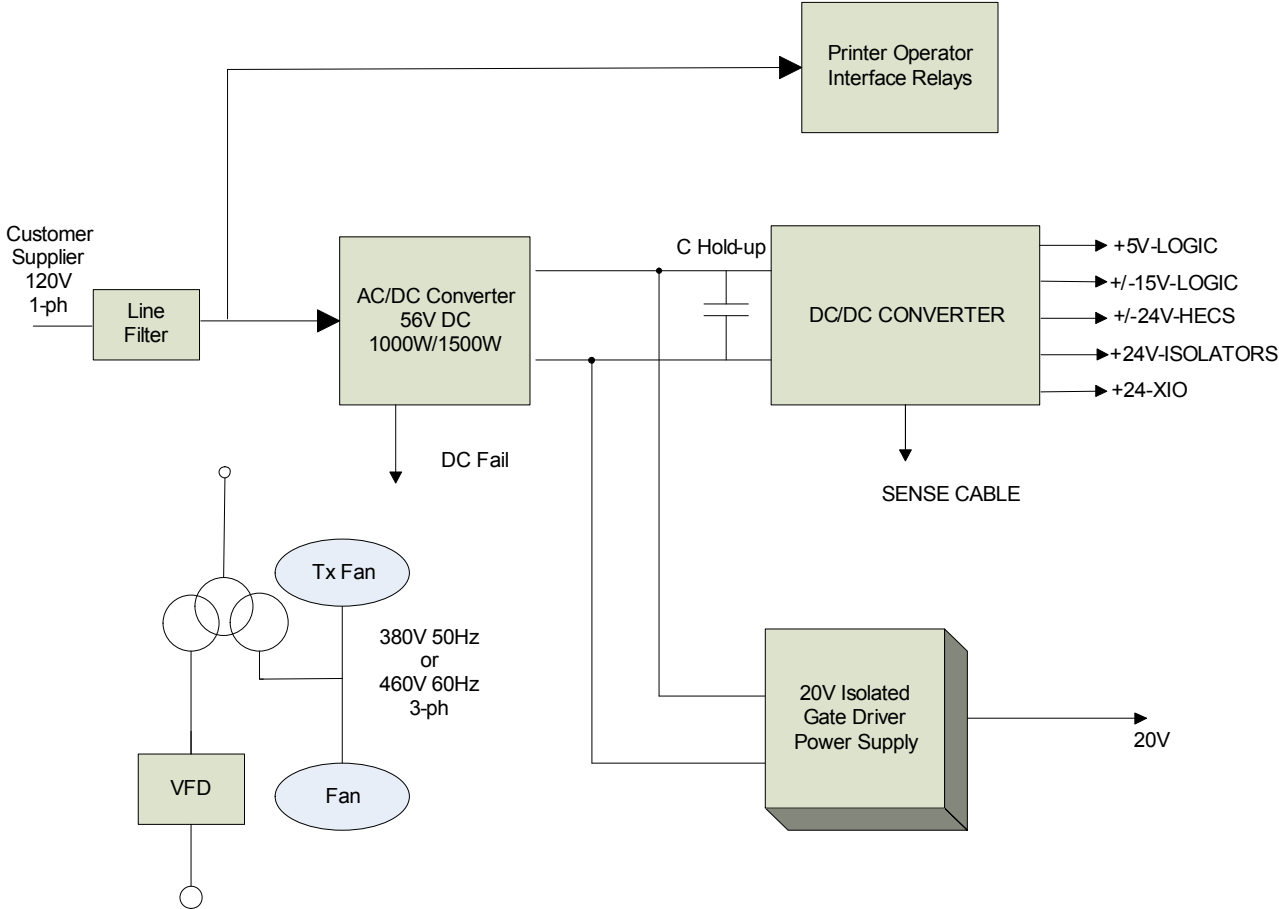 Printer Operator
Interface Relays
Customer
Supplier
120V
1-ph
Line
Filter
AC/DC Converter
56V DC
1000W/1500W
C Hold-up
DC/DC CONVERTER
+5V-LOGIC
+/-15V-LOGIC
+/-24V-HECS
+24V-ISOLATORS
+24-XIO
DC Fail
SENSE CABLE
Tx Fan
380V 50Hz
or
460V 60Hz
3-ph
VFD
Fan
20V Isolated
Gate Driver
Power Supply
20V